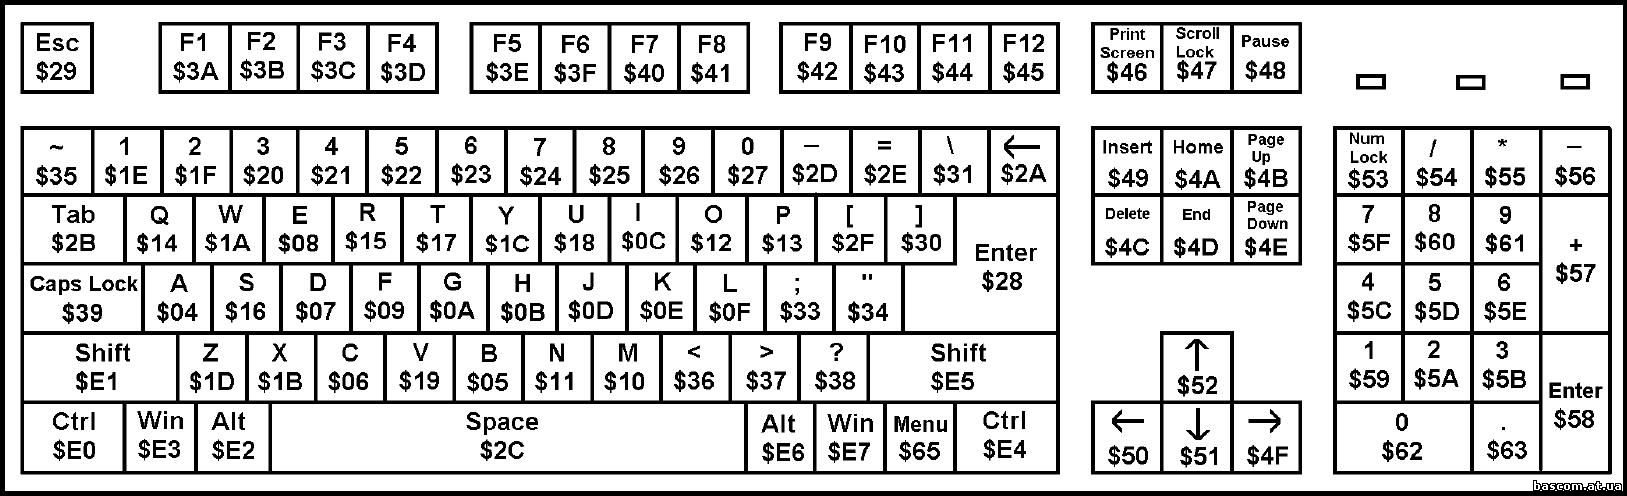 Esc F1 F2 F3 F4 F5 F6 F7 F8 F9 F10 F11 F12 Print Screen Scroll Lock Pause
$29 $3A $3B $3C $3D $3E $3F $40 $41 $42 $43 $44 $45 $46 $47 $48
~ 1 2 3 4 5 6 7 8 9 0 – = \ ← Insert Home Page Up Num Lock / * –
$35 $1E $1F $20 $21 $22 $23 $24 $25 $26 $27 $2D $2E $31 $2A $49 $4A $4B $53 $54 $55 $56
Tab Q W E R T Y U I O P [ ] Enter Delete End Page Down 7 8 9 +
$2B $14 $1A $08 $15 $17 $1C $18 $0C $12 $13 $2F $30 $28 $4C $4D $4E $5F $60 $61 $57
Caps Lock A S D F G H J K L ; " 4 5 6
$39 $04 $16 $07 $09 $0A $0B $0D $0E $0F $33 $34 $5C $5D $5E
Shift Z X C V B N M < > ? Shift ↑ 1 2 3 Enter
$E1 $1D $1B $06 $19 $05 $11 $10 $36 $37 $38 $E5 $52 $59 $5A $5B $58
Ctrl Win Alt Space Alt Win Menu Ctrl ← ↓ → 0 .
$E0 $E3 $E2 $2C $E6 $E7 $65 $E4 $50 $51 $4F $62 $63
bascom.at.ua